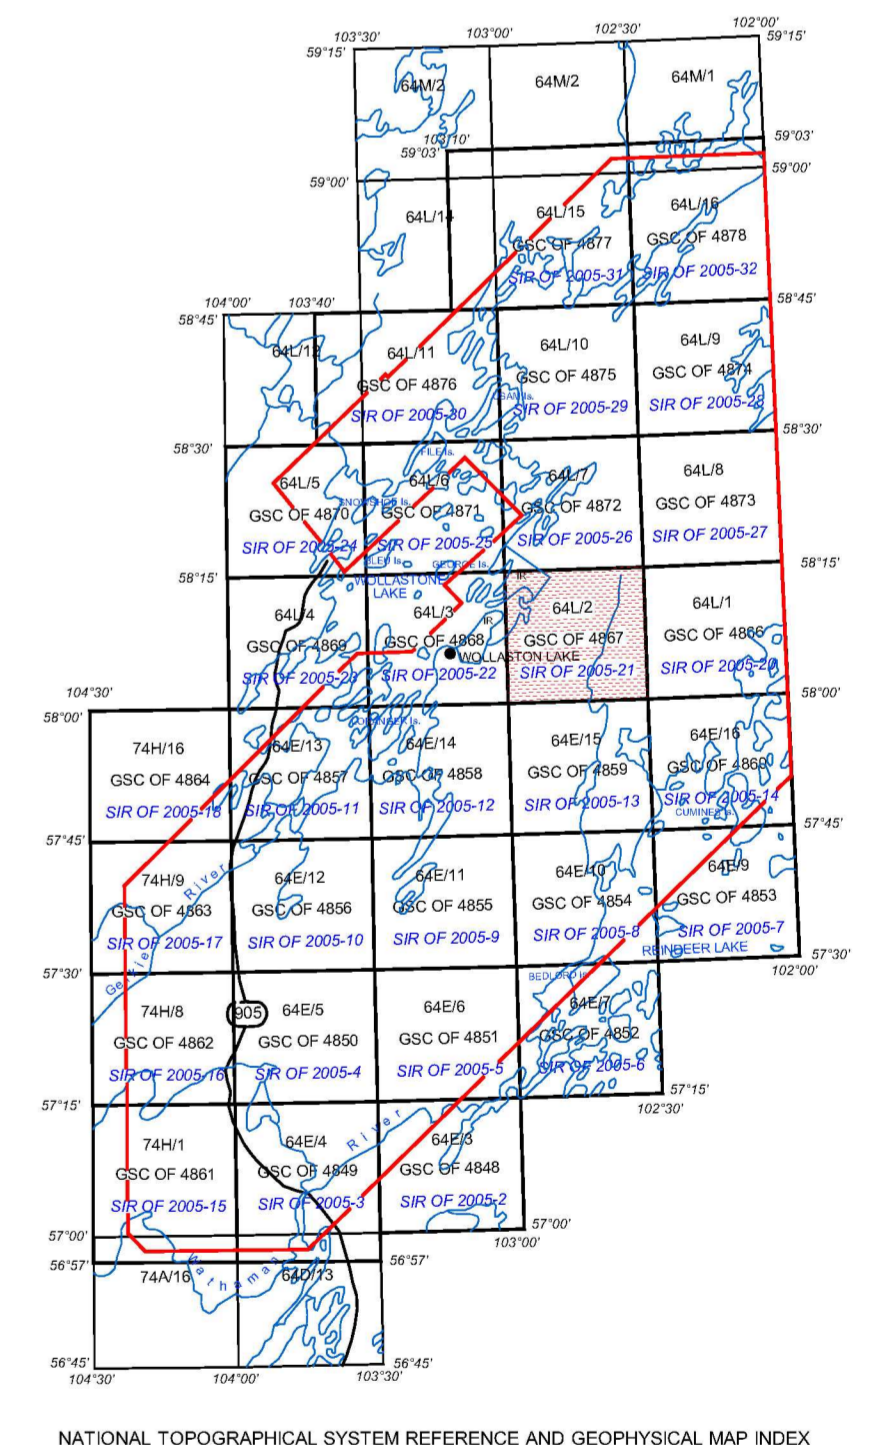 103°30' 103°00' 102°30' 102°00'
59°15' 59°15'
64M/2 64M/2 64M/1
103°10'
59°03' 59°03'
59°00' 59°00'
64L/14 64L/15 64L/16
GSC OF 4877 GSC OF 4878
SIR OF 2005-31 SIR OF 2005-32
104°00' 103°40'
58°45' 58°45'
64L/12 64L/11 64L/10 64L/9
GSC OF 4876 GSC OF 4875 GSC OF 4874
SIR OF 2005-30 SIR OF 2005-29 SIR OF 2005-28
58°30' 58°30'
FILE Is.
64L/5 64L/6 64L/7 64L/8
SNOWSHOE Is.
GSC OF 4870 GSC OF 4871 GSC OF 4872 GSC OF 4873
SIR OF 2005-24 SIR OF 2005-25 SIR OF 2005-26 SIR OF 2005-27
BLEU Is. GEORGE Is.
58°15' 58°15'
WOLLASTON
LAKE
IR
64L/4 64L/3 64L/2 64L/1
IR
GSC OF 4869 GSC OF 4868 GSC OF 4867 GSC OF 4866
WOLLASTON LAKE
SIR OF 2005-23 SIR OF 2005-22 SIR OF 2005-21 SIR OF 2005-20
104°30'
58°00' 58°00'
74H/16 64E/13 64E/14 64E/15 64E/16
GSC OF 4864 GSC OF 4857 GSC OF 4858 GSC OF 4859 GSC OF 4860
SIR OF 2005-18 SIR OF 2005-11 SIR OF 2005-12 SIR OF 2005-13 SIR OF 2005-14
CUMINES Is.
57°45' 57°45'
74H/9 64E/12 64E/11 64E/10 64E/9
Geikie River
GSC OF 4863 GSC OF 4856 GSC OF 4855 GSC OF 4854 GSC OF 4853
SIR OF 2005-17 SIR OF 2005-10 SIR OF 2005-9 SIR OF 2005-8 SIR OF 2005-7
REINDEER LAKE
57°30' 57°30'
102°00'
74H/8 905 64E/5 64E/6 64E/7
GSC OF 4862 GSC OF 4850 GSC OF 4851 GSC OF 4852
SIR OF 2005-16 SIR OF 2005-4 SIR OF 2005-5 SIR OF 2005-6
57°15' 57°15'
102°30'
74H/1 64E/4 64E/3
River
GSC OF 4861 GSC OF 4849 GSC OF 4848
SIR OF 2005-15 SIR OF 2005-3 SIR OF 2005-2
57°00' 57°00'
103°00'
56°57' 56°57'
Wathaman
74A/16 64D/13
56°45' 56°45'
104°30' 104°00' 103°30'
NATIONAL TOPOGRAPHICAL SYSTEM REFERENCE AND GEOPHYSICAL MAP INDEX